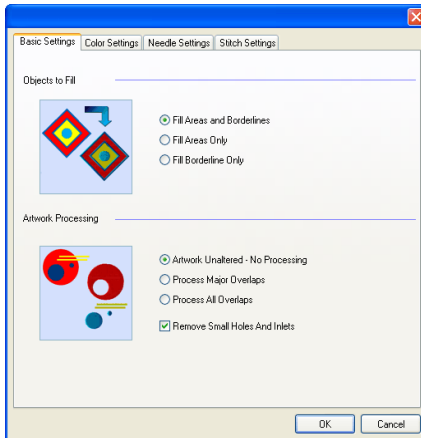 Basic Settings Color Settings Needle Settings Stitch Settings
Objects to Fill
Fill Areas and Borderlines
Fill Areas Only
Fill Borderline Only
Artwork Processing
Artwork Unaltered - No Processing
Process Major Overlaps
Process All Overlaps
Remove Small Holes And Inlets
OK Cancel